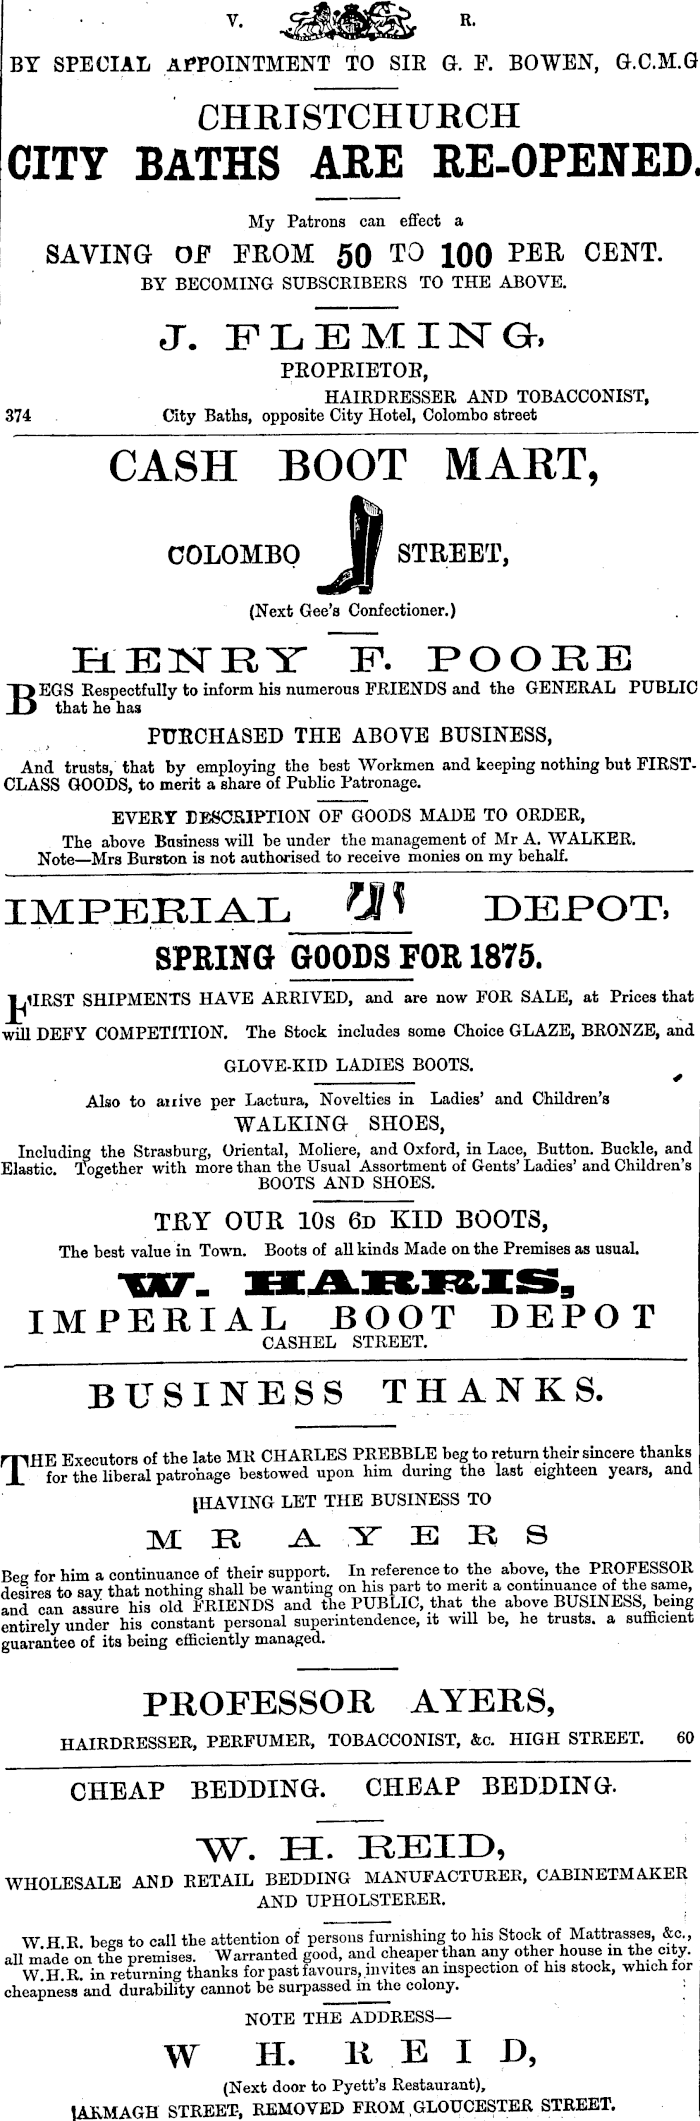 V. R.
BY SPECIAL APPOINTMENT TO SIR G. F. BOWEN, G.C.M.G
CHRISTCHURCH
CITY BATHS ARE RE-OPENED.
My Patrons can effect a
SAVING OF FROM 50 TO 100 PER CENT.
BY BECOMING SUBSCRIBERS TO THE ABOVE.
J. FLEMING,
PROPRIETOR,
HAIRDRESSER AND TOBACCONIST,
374 City Baths, opposite City Hotel, Colombo street
CASH BOOT MART,
COLOMBO STREET,
(Next Gee's Confectioner.)
HENRY F. POORE
BEGS Respectfully to inform his numerous FRIENDS and the GENERAL PUBLIC
that he has
PURCHASED THE ABOVE BUSINESS,
And trusts, that by employing the best Workmen and keeping nothing but FIRST-
CLASS GOODS, to merit a share of Public Patronage.
EVERY DESCRIPTION OF GOODS MADE TO ORDER,
The above Business will be under the management of Mr A. WALKER.
Note—Mrs Burston is not authorised to receive monies on my behalf.
IMPERIAL DEPOT,
SPRING GOODS FOR 1875.
FIRST SHIPMENTS HAVE ARRIVED, and are now FOR SALE, at Prices that
will DEFY COMPETITION. The Stock includes some Choice GLAZE, BRONZE, and
GLOVE-KID LADIES BOOTS.
Also to arrive per Lactura, Novelties in Ladies' and Children's
WALKING SHOES,
Including the Strasburg, Oriental, Moliere, and Oxford, in Lace, Button. Buckle, and
Elastic. Together with more than the Usual Assortment of Gents' Ladies' and Children's
BOOTS AND SHOES.
TRY OUR 10s 6D KID BOOTS,
The best value in Town. Boots of all kinds Made on the Premises as usual.
W. HARRIS,
IMPERIAL BOOT DEPOT
CASHEL STREET.
BUSINESS THANKS.
THE Executors of the late MR CHARLES PREBBLE beg to return their sincere thanks
for the liberal patronage bestowed upon him during the last eighteen years, and
HAVING LET THE BUSINESS TO
MR AYERS
Beg for him a continuance of their support. In reference to the above, the PROFESSOR
desires to say that nothing shall be wanting on his part to merit a continuance of the same,
and can assure his old FRIENDS and the PUBLIC, that the above BUSINESS, being
entirely under his constant personal superintendence, it will be, he trusts. a sufficient
guarantee of its being efficiently managed.
PROFESSOR AYERS,
HAIRDRESSER, PERFUMER, TOBACCONIST, &c. HIGH STREET. 60
CHEAP BEDDING. CHEAP BEDDING.
W. H. REID,
WHOLESALE AND RETAIL BEDDING MANUFACTURER, CABINETMAKER
AND UPHOLSTERER.
W.H.R. begs to call the attention of persons furnishing to his Stock of Mattrasses, &c.,
all made on the premises. Warranted good, and cheaper than any other house in the city.
W.H.R. in returning thanks for past favours, invites an inspection of his stock, which for
cheapness and durability cannot be surpassed in the colony.
NOTE THE ADDRESS—
W H. REID,
(Next door to Pyett's Restaurant),
ARMAGH STREET, REMOVED FROM GLOUCESTER STREET.